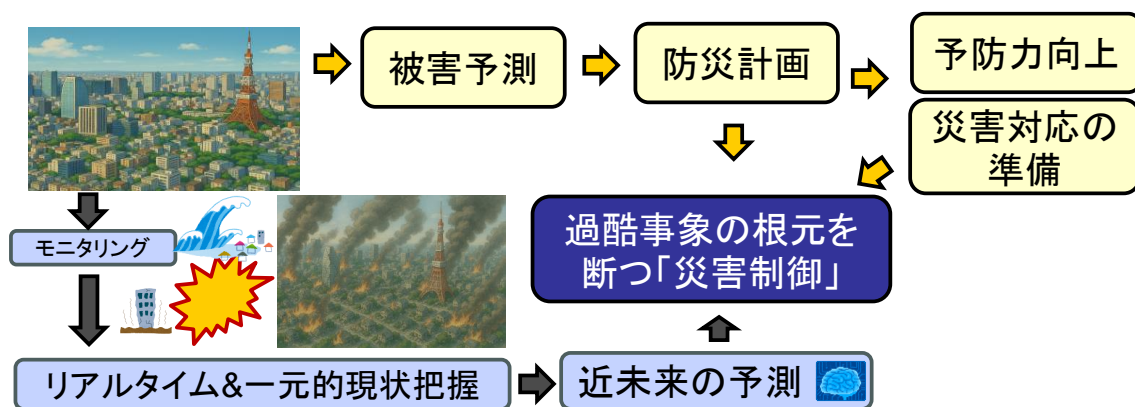 被害予測
防災計画
予防力向上
災害対応の
準備
モニタリング
過酷事象の根元を
断つ「災害制御」
リアルタイム&一元的現状把握
近未来の予測